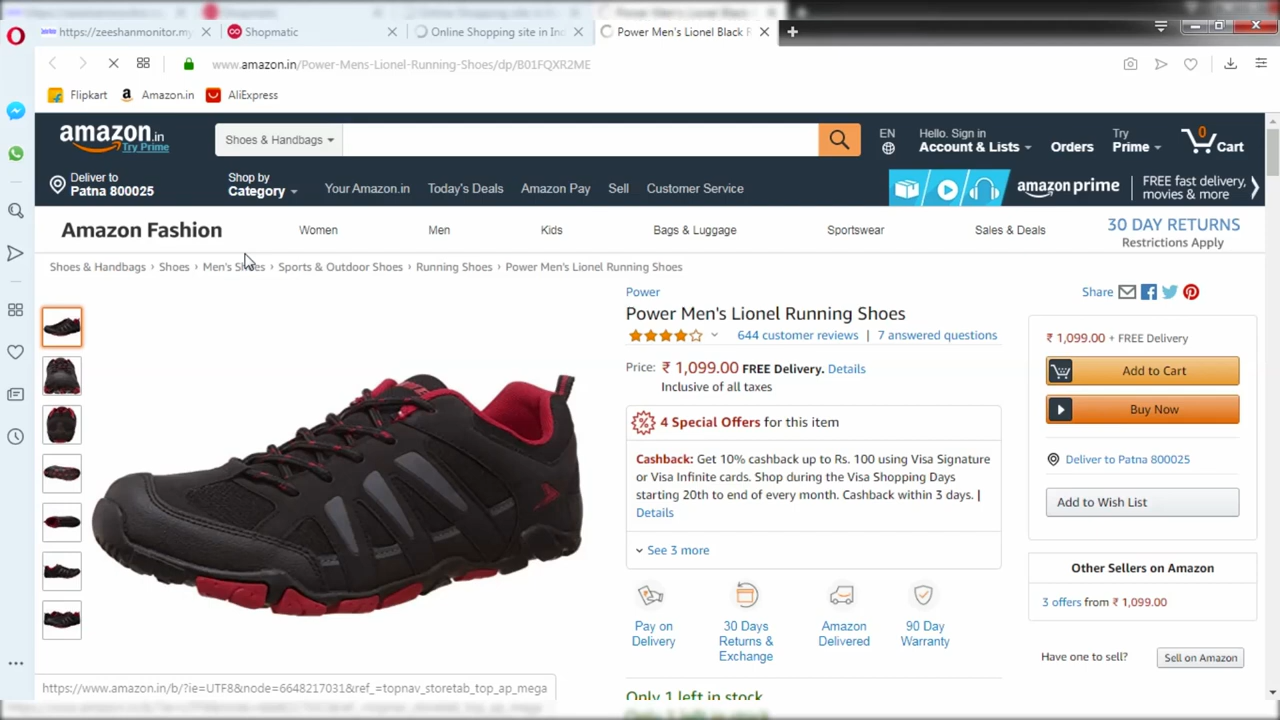 https://zeeshanmonitor.my
Shopmatic
Online Shopping site in Ind
Power Men's Lionel Black R
www.amazon.in/Power-Mens-Lionel-Running-Shoes/dp/B01FQXR2ME
Flipkart
Amazon.in
AliExpress
amazon.in
Try Prime
Shoes & Handbags
EN
Hello. Sign in
Account & Lists
Orders
Try
Prime
0
Cart
Deliver to
Patna 800025
Shop by
Category
Your Amazon.in
Today's Deals
Amazon Pay
Sell
Customer Service
amazon prime
FREE fast delivery,
movies & more
Amazon Fashion
Women
Men
Kids
Bags & Luggage
Sportswear
Sales & Deals
30 DAY RETURNS
Restrictions Apply
Shoes & Handbags › Shoes › Men's Shoes › Sports & Outdoor Shoes › Running Shoes › Power Men's Lionel Running Shoes
Power
Share
Power Men's Lionel Running Shoes
644 customer reviews | 7 answered questions
Price: ₹ 1,099.00 FREE Delivery. Details
Inclusive of all taxes
4 Special Offers for this item
Cashback: Get 10% cashback up to Rs. 100 using Visa Signature
or Visa Infinite cards. Shop during the Visa Shopping Days
starting 20th to end of every month. Cashback within 3 days. |
Details
See 3 more
Pay on
Delivery
30 Days
Returns &
Exchange
Amazon
Delivered
90 Day
Warranty
Only 1 left in stock
₹ 1,099.00 + FREE Delivery
Add to Cart
Buy Now
Deliver to Patna 800025
Add to Wish List
Other Sellers on Amazon
3 offers from ₹ 1,099.00
Have one to sell?
Sell on Amazon
https://www.amazon.in/b/?ie=UTF8&node=6648217031&ref_=topnav_storetab_top_ap_mega